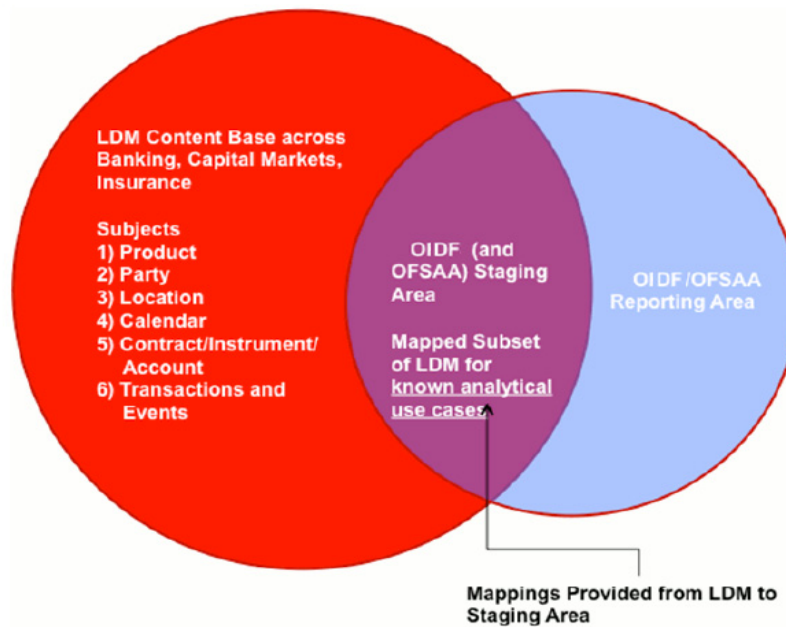 LDM Content Base across
Banking, Capital Markets,
Insurance
Subjects
1) Product
2) Party
3) Location
4) Calendar
5) Contract/Instrument/
Account
6) Transactions and
Events
OIDF (and
OFSAA) Staging
Area
Mapped Subset
of LDM for
known analytical
use cases
OIDF/OFSAA
Reporting Area
Mappings Provided from LDM to
Staging Area